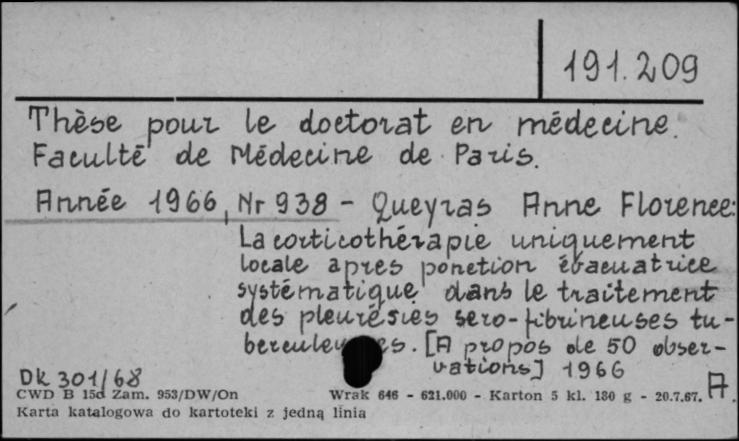 191.209
Thèse pour le doctorat en médecine.
Faculté de Médecine de Paris.
Année 1966, Nr 938 - Queyras Anne Florence:
La corticothérapie uniquement
locale apres ponction évacuatrice
systématique dans le traitement
des pleurésies sero-fibrineuses tu-
berculeuses. [A propos de 50 obser-
vations] 1966
Dk 301/68
A.
CWD B 15d Zam. 953/DW/On Wrak 646 - 621.000 - Karton 5 kl. 180 g - 20.7.67.
Karta katalogowa do kartoteki z jedną linia